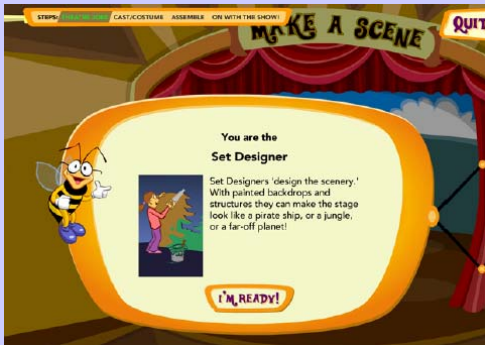 STEPS: THEATRE JOBS CAST/COSTUME ASSEMBLE ON WITH THE SHOW!
MAKE A SCENE
QUIT
You are the
Set Designer
Set Designers 'design the scenery.'
With painted backdrops and
structures they can make the stage
look like a pirate ship, or a jungle,
or a far-off planet!
I'M READY!